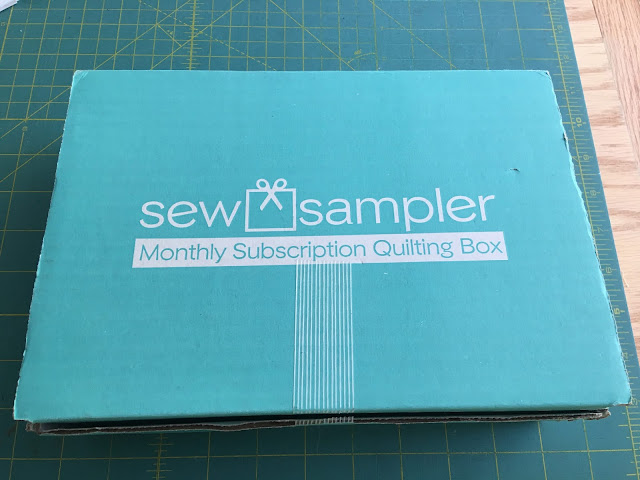 sew sampler
Monthly Subscription Quilting Box